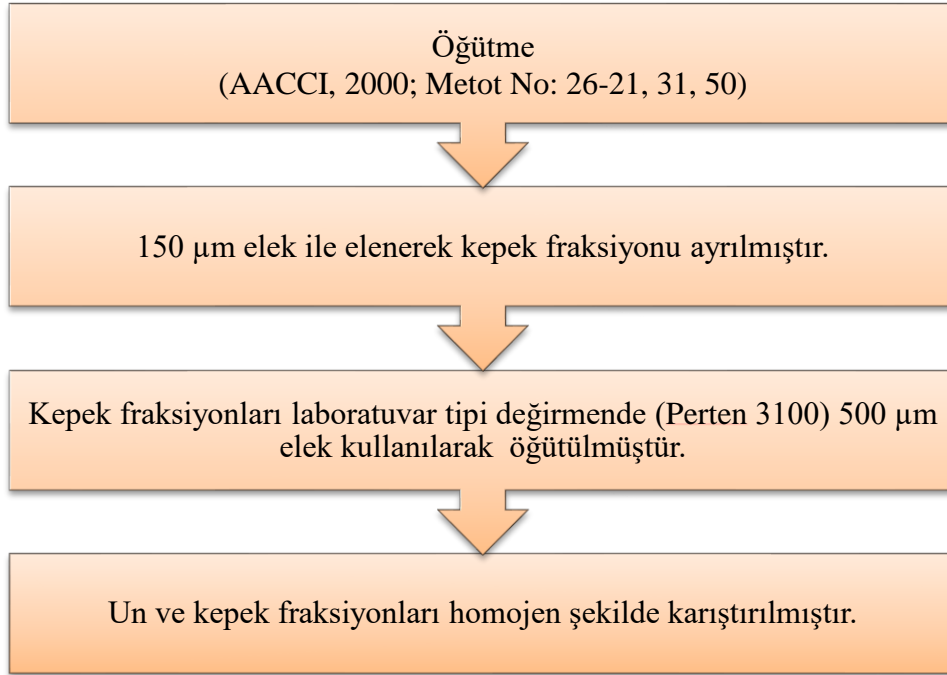 Öğütme
(AACCI, 2000; Metot No: 26-21, 31, 50)
150 µm elek ile elenerek kepek fraksiyonu ayrılmıştır.
Kepek fraksiyonları laboratuvar tipi değirmende (Perten 3100) 500 µm
elek kullanılarak öğütülmüştür.
Un ve kepek fraksiyonları homojen şekilde karıştırılmıştır.